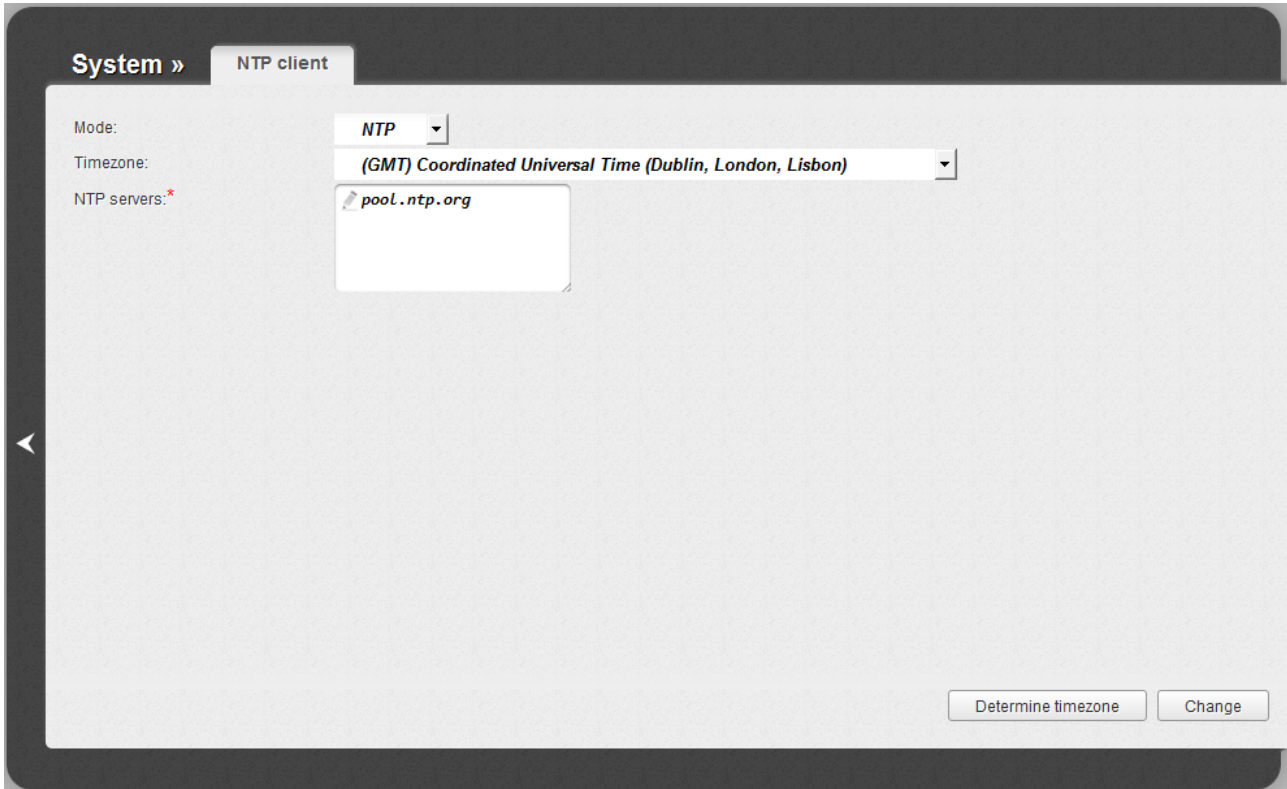 System » NTP client
Mode: NTP
Timezone: (GMT) Coordinated Universal Time (Dublin, London, Lisbon)
NTP servers:* pool.ntp.org
Determine timezone Change